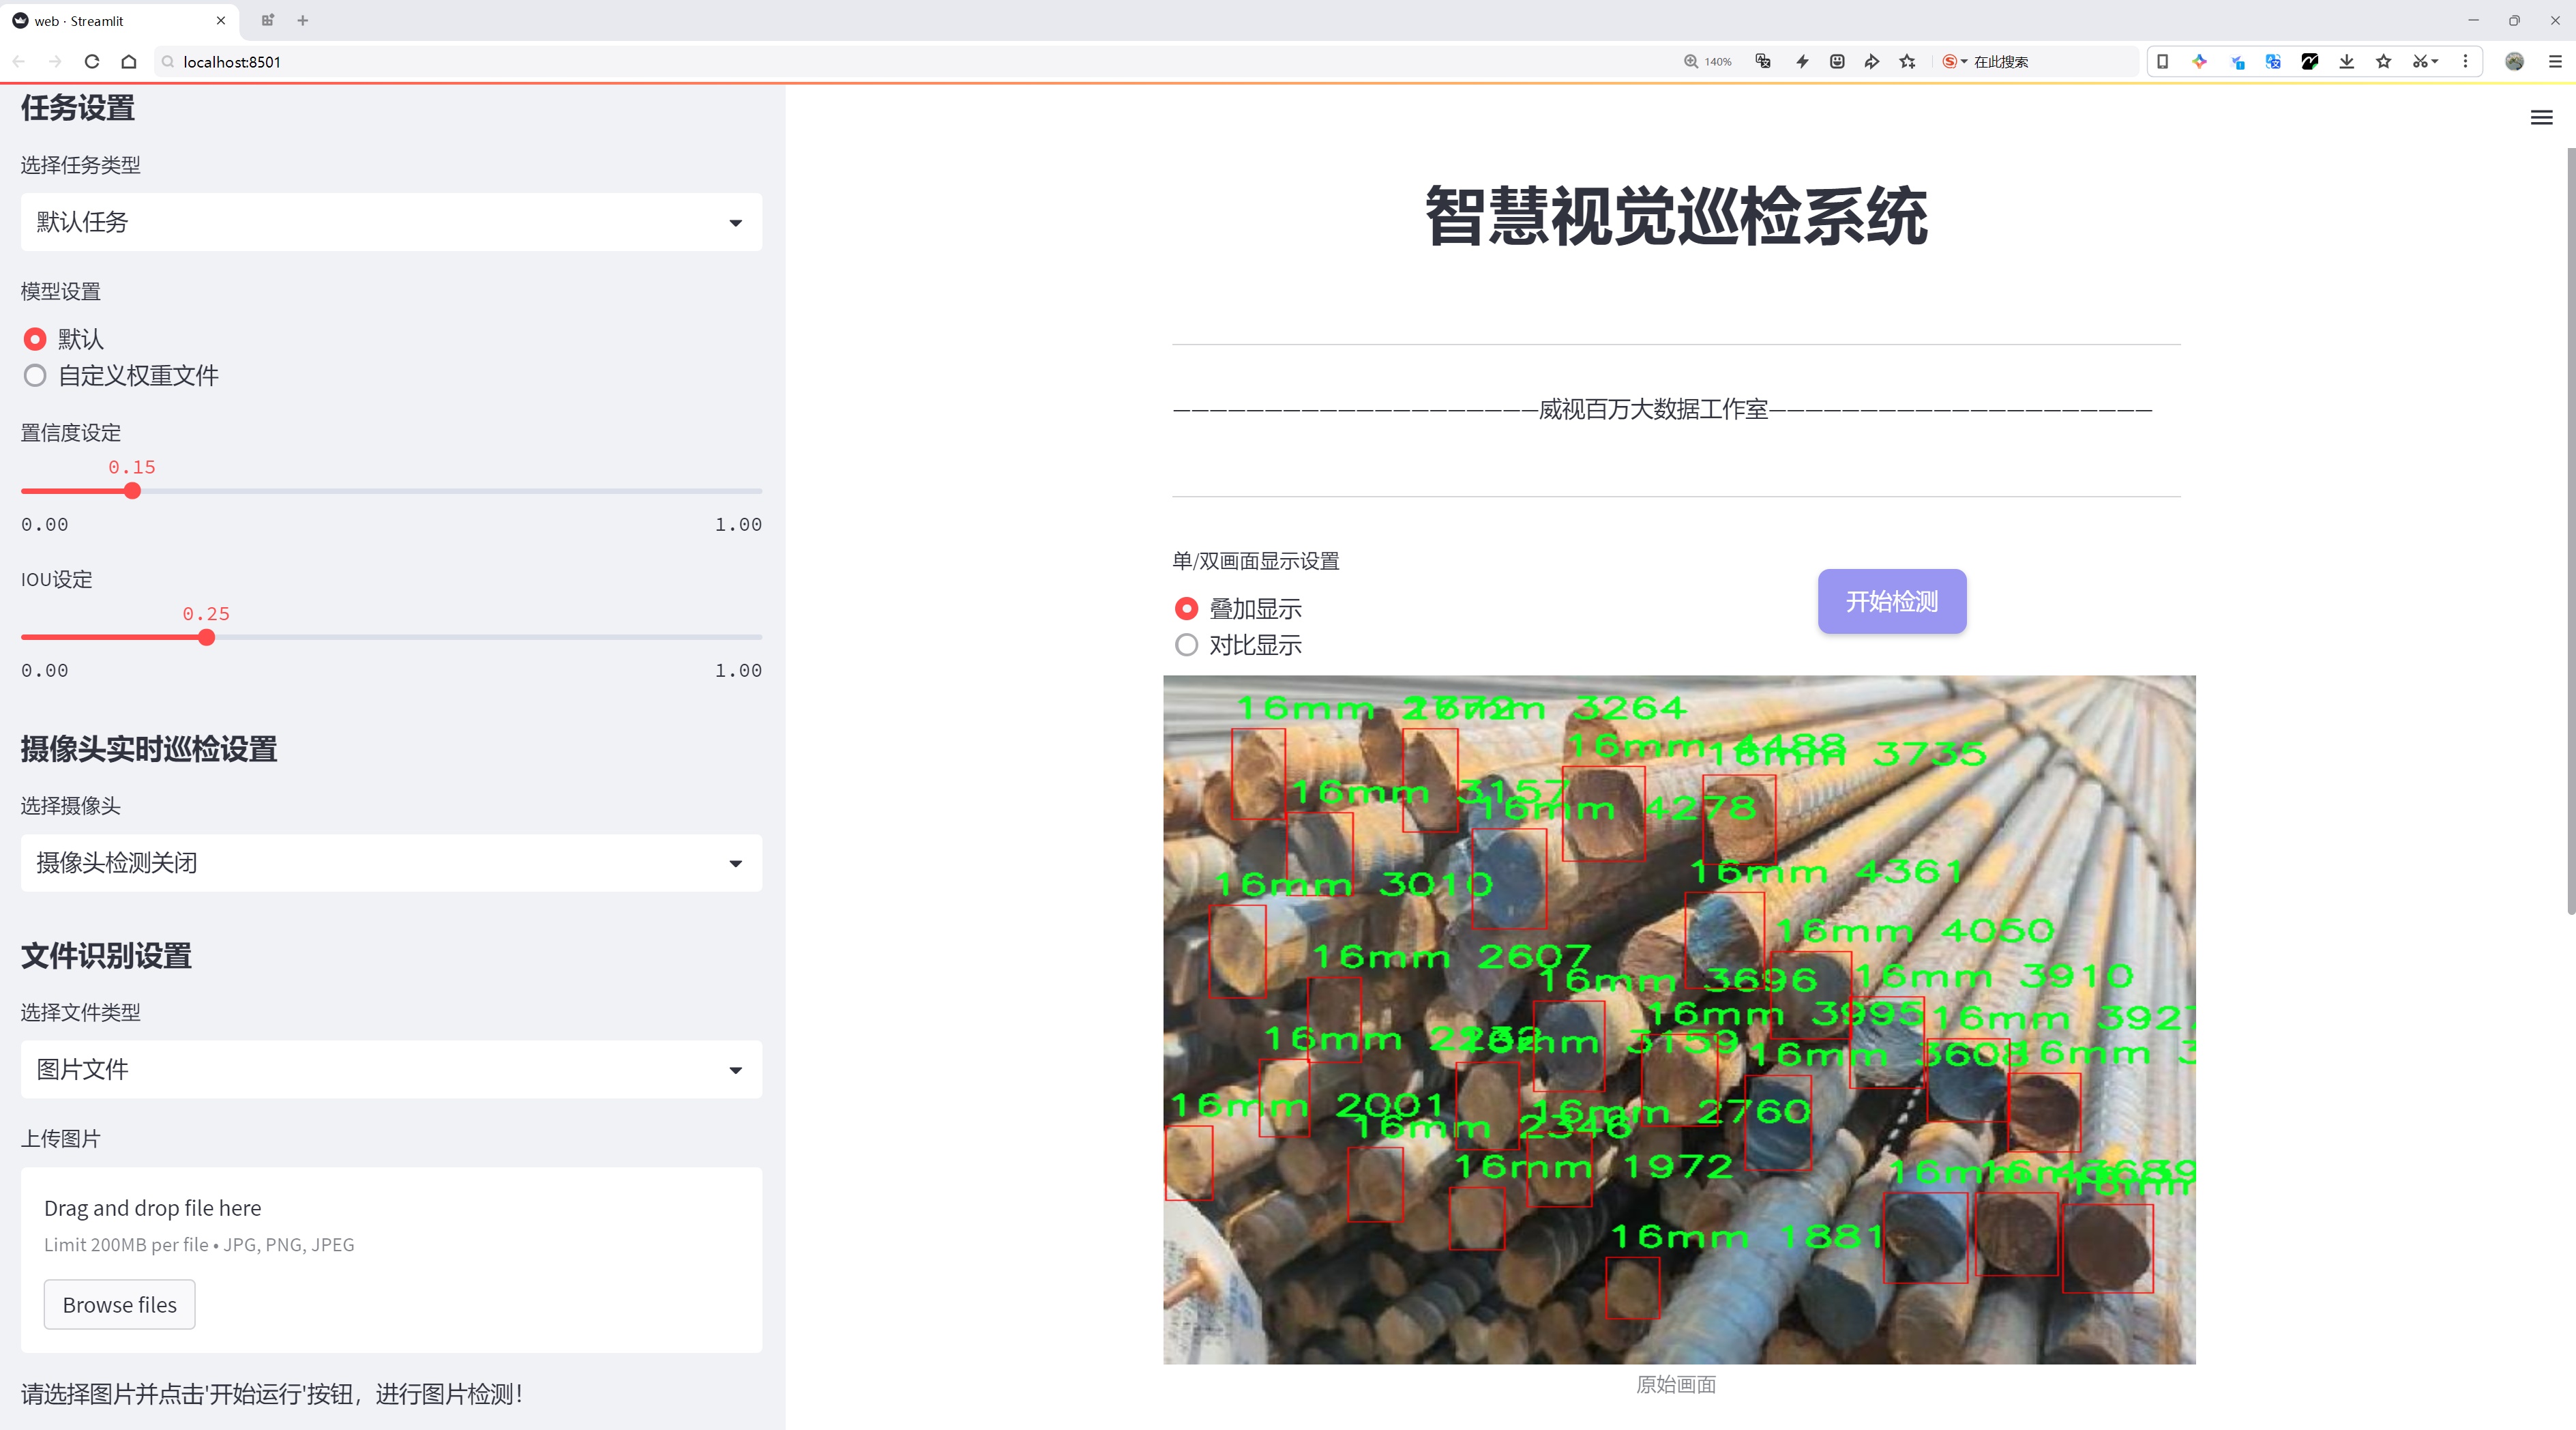 web · Streamlit
localhost:8501
140%
在此搜索
任务设置
选择任务类型
默认任务
模型设置
默认
自定义权重文件
置信度设定
0.15
0.00
1.00
IOU设定
0.25
0.00
1.00
摄像头实时巡检设置
选择摄像头
摄像头检测关闭
文件识别设置
选择文件类型
图片文件
上传图片
Drag and drop file here
Limit 200MB per file • JPG, PNG, JPEG
Browse files
请选择图片并点击'开始运行'按钮，进行图片检测！
智慧视觉巡检系统
————————————————————威视百万大数据工作室—————————————————————
单/双画面显示设置
叠加显示
对比显示
开始检测
16mm
3264
16mm 4488
3735
16mm 3157
16mm 4278
16mm 4361
16mm 3010
16mm 4050
16mm 2607
16mm 3696
16mm 3910
16mm 3995
16mm 3927
16mm
3159
16mm 3608
16mm
16mm 2001
16mm 2760
16mm 2346
16mm 1972
16mm
16mm 1881
原始画面